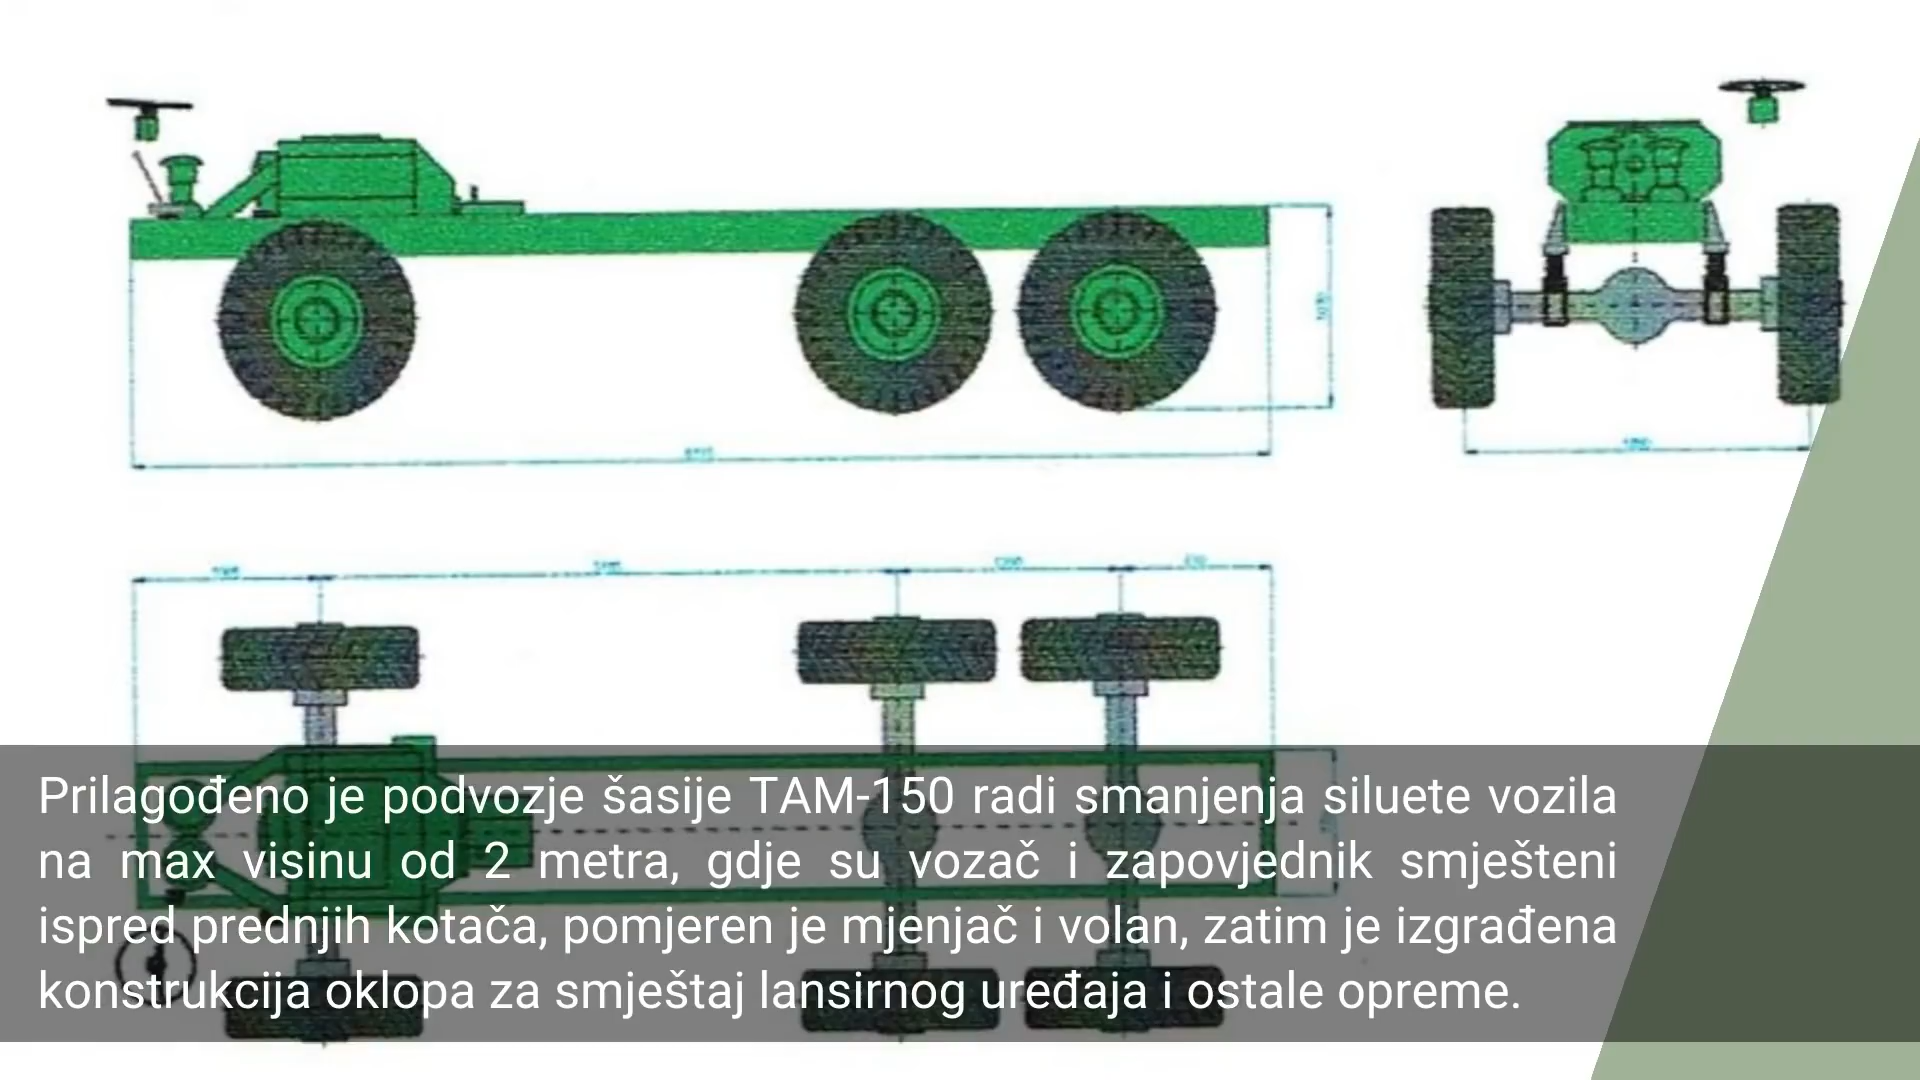 Prilagođeno je podvozje šasije TAM-150 radi smanjenja siluete vozila
na max visinu od 2 metra, gdje su vozač i zapovjednik smješteni
ispred prednjih kotača, pomjeren je mjenjač i volan, zatim je izgrađena
konstrukcija oklopa za smještaj lansirnog uređaja i ostale opreme.